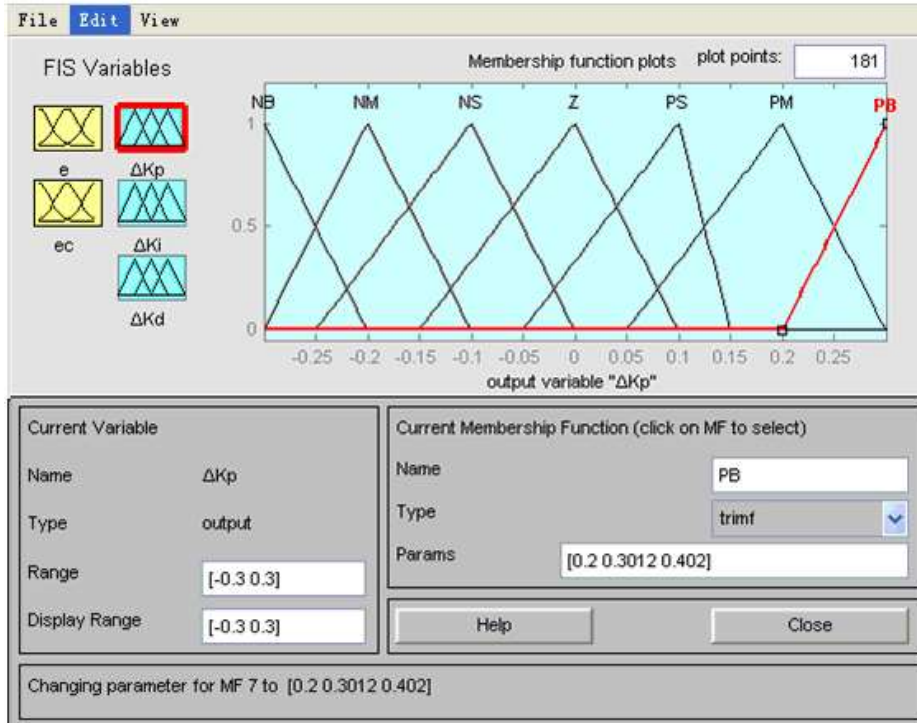 File Edit View
FIS Variables
Membership function plots plot points: 181
NB NM NS Z PS PM PB
1
0.5
0
-0.25 -0.2 -0.15 -0.1 -0.05 0 0.05 0.1 0.15 0.2 0.25
output variable "ΔKp"
e ΔKp
ec ΔKi
ΔKd
Current Variable
Name ΔKp
Type output
Range [-0.3 0.3]
Display Range [-0.3 0.3]
Current Membership Function (click on MF to select)
Name PB
Type trimf
Params [0.2 0.3012 0.402]
Help Close
Changing parameter for MF 7 to [0.2 0.3012 0.402]